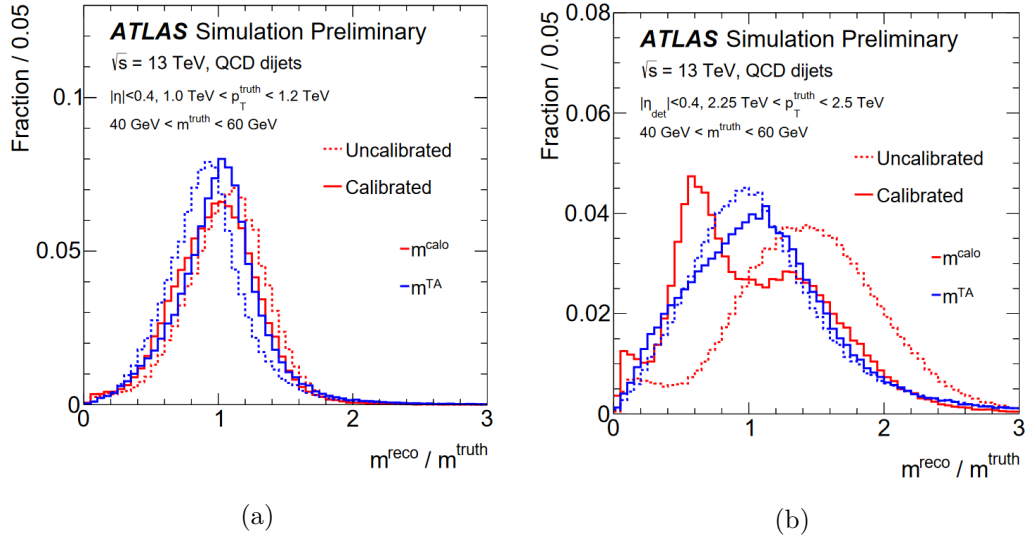 ATLAS Simulation Preliminary
√s = 13 TeV, QCD dijets
|η|<0.4, 1.0 TeV < p_T^truth < 1.2 TeV
40 GeV < m^truth < 60 GeV
Uncalibrated
Calibrated
m^calo
m^TA
Fraction / 0.05
0.1
0.05
0
0
1
2
3
m^reco / m^truth
(a)
ATLAS Simulation Preliminary
√s = 13 TeV, QCD dijets
|η_det|<0.4, 2.25 TeV < p_T^truth < 2.5 TeV
40 GeV < m^truth < 60 GeV
Uncalibrated
Calibrated
m^calo
m^TA
Fraction / 0.05
0.08
0.06
0.04
0.02
0
0
1
2
3
m^reco / m^truth
(b)